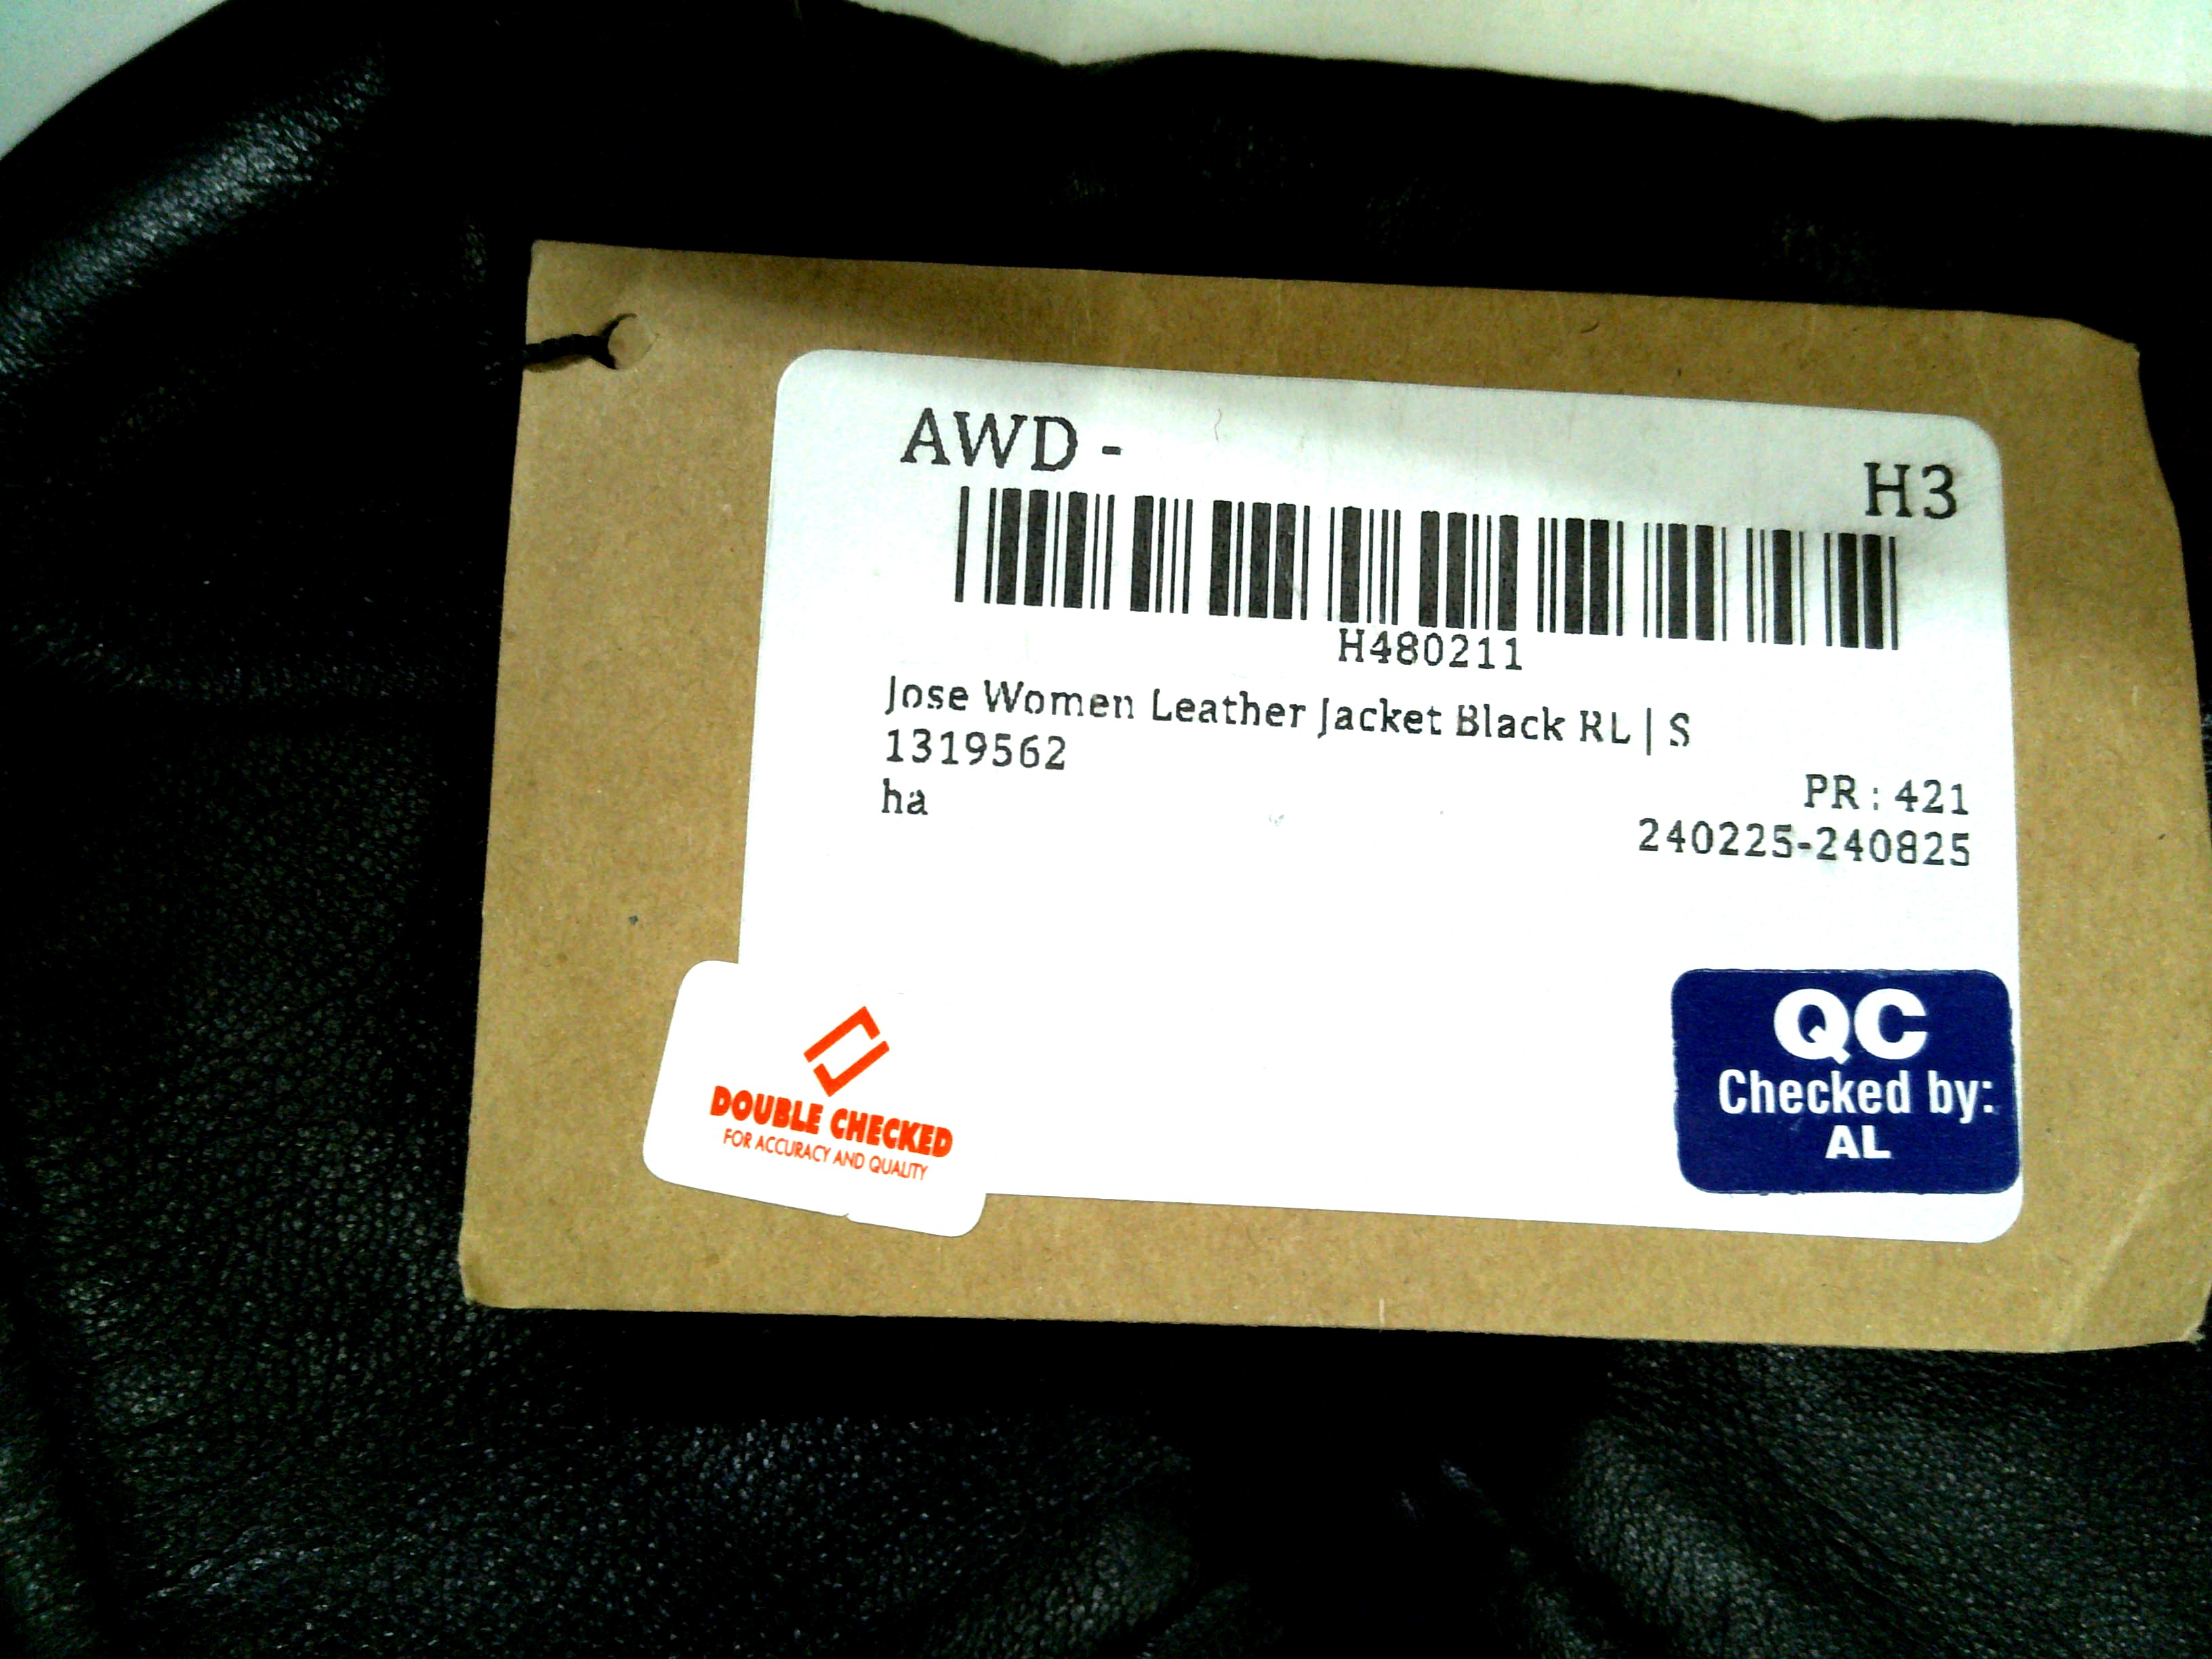 AWD -
H3
H480211
Jose Women Leather Jacket Black RL | S
1319562
PR : 421
ha
240225-240825
DOUBLE CHECKED
FOR ACCURACY AND QUALITY
QC
Checked by:
AL